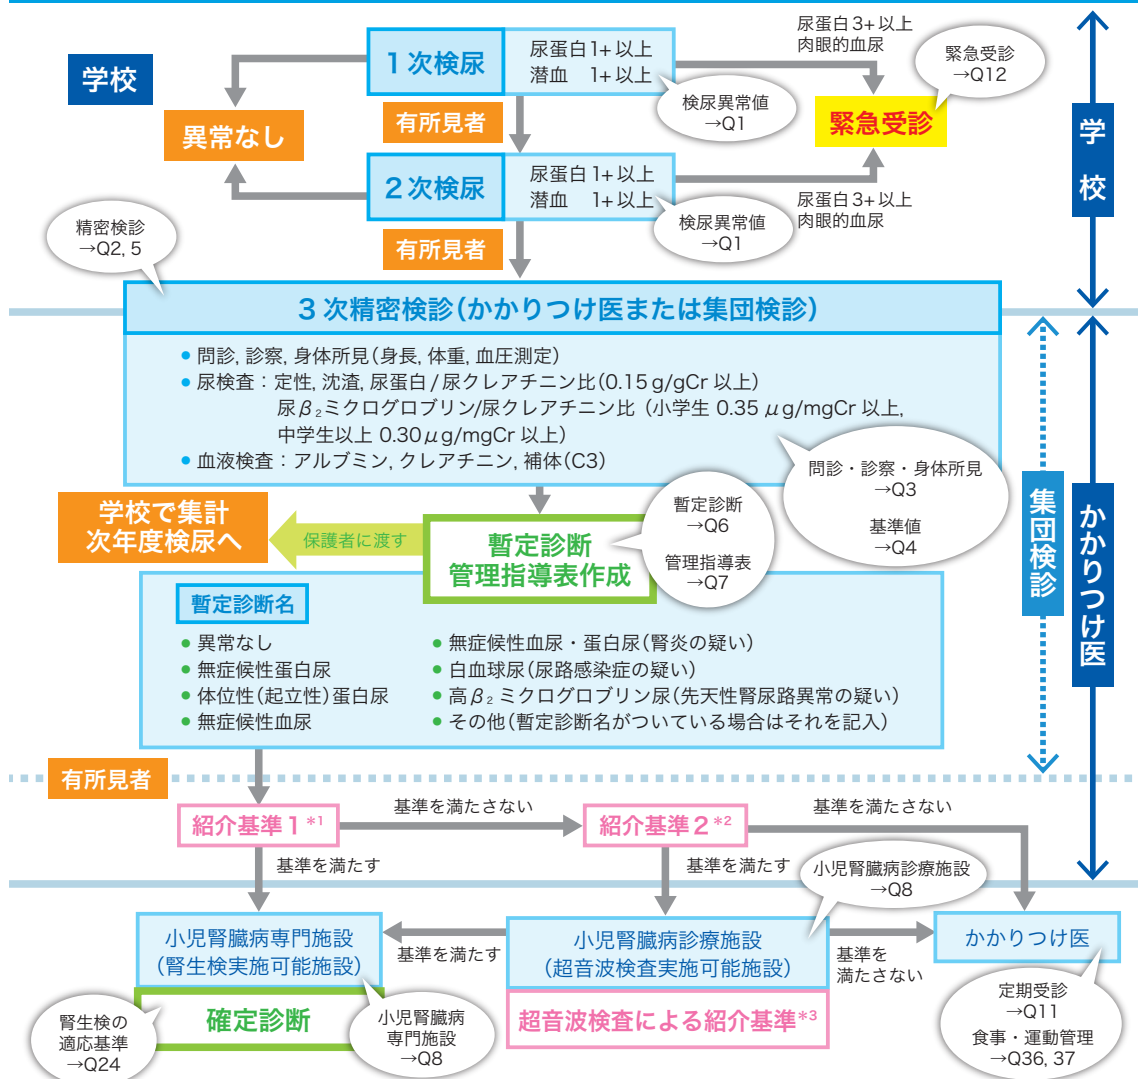 学校
1次検尿
尿蛋白1+以上
潜血 1+以上
尿蛋白3+以上
肉眼的血尿
緊急受診
→Q12
検尿異常値
→Q1
異常なし
有所見者
緊急受診
2次検尿
尿蛋白1+以上
潜血 1+以上
尿蛋白3+以上
肉眼的血尿
検尿異常値
→Q1
有所見者
精密検診
→Q2, 5
学校
3次精密検診(かかりつけ医または集団検診)
● 問診, 診察, 身体所見(身長, 体重, 血圧測定)
● 尿検査：定性, 沈渣, 尿蛋白/尿クレアチニン比(0.15 g/gCr 以上)
尿β₂ミクログロブリン/尿クレアチニン比 (小学生 0.35 μg/mgCr 以上,
中学生以上 0.30μg/mgCr 以上)
● 血液検査：アルブミン, クレアチニン, 補体(C3)
問診・診察・身体所見
→Q3
基準値
→Q4
集団検診
かかりつけ医
学校で集計
次年度検尿へ
保護者に渡す
暫定診断
管理指導表作成
暫定診断
→Q6
管理指導表
→Q7
暫定診断名
● 異常なし
● 無症候性蛋白尿
● 体位性(起立性)蛋白尿
● 無症候性血尿
● 無症候性血尿・蛋白尿(腎炎の疑い)
● 白血球尿(尿路感染症の疑い)
● 高β₂ミクログロブリン尿(先天性腎尿路異常の疑い)
● その他(暫定診断名がついている場合はそれを記入)
有所見者
紹介基準1*1
基準を満たさない
紹介基準2*2
基準を満たさない
基準を満たす
基準を満たす
小児腎臓病診療施設
→Q8
小児腎臓病専門施設
(腎生検実施可能施設)
基準を満たす
小児腎臓病診療施設
(超音波検査実施可能施設)
基準を
満たさない
かかりつけ医
確定診断
超音波検査による紹介基準*3
腎生検の
適応基準
→Q24
小児腎臓病
専門施設
→Q8
定期受診
→Q11
食事・運動管理
→Q36, 37